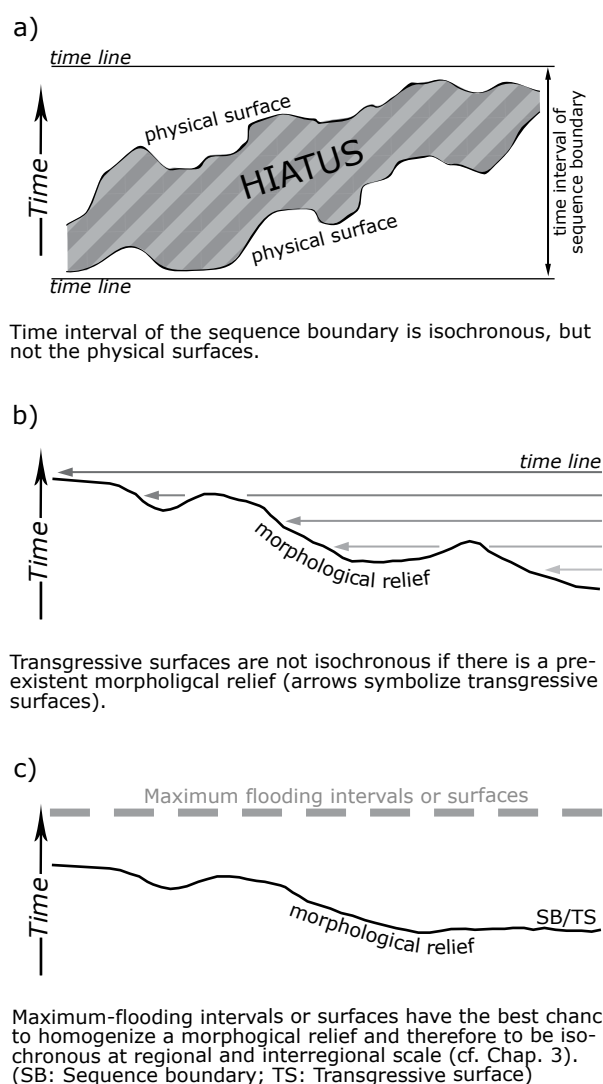 a)
time line
Time
physical surface
HIATUS
physical surface
time interval of
sequence boundary
time line
Time interval of the sequence boundary is isochronous, but
not the physical surfaces.
b)
time line
Time
morphological relief
Transgressive surfaces are not isochronous if there is a pre-
existent morpholigcal relief (arrows symbolize transgressive
surfaces).
c)
Maximum flooding intervals or surfaces
Time
SB/TS
morphological relief
Maximum-flooding intervals or surfaces have the best chanc
to homogenize a morphogical relief and therefore to be iso-
chronous at regional and interregional scale (cf. Chap. 3).
(SB: Sequence boundary; TS: Transgressive surface)